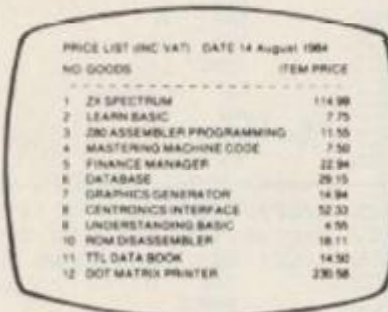 PRICE LIST (INC VAT) DATE 14 August 1984
NO GOODS ITEM PRICE
1 ZX SPECTRUM 114.99
2 LEARN BASIC 7.75
3 Z80 ASSEMBLER PROGRAMMING 11.55
4 MASTERING MACHINE CODE 7.50
5 FINANCE MANAGER 22.94
6 DATABASE 29.15
7 GRAPHICS GENERATOR 14.94
8 CENTRONICS INTERFACE 52.33
9 UNDERSTANDING BASIC 4.55
10 ROM DISASSEMBLER 18.11
11 TTL DATA BOOK 14.50
12 DOT MATRIX PRINTER 230.58